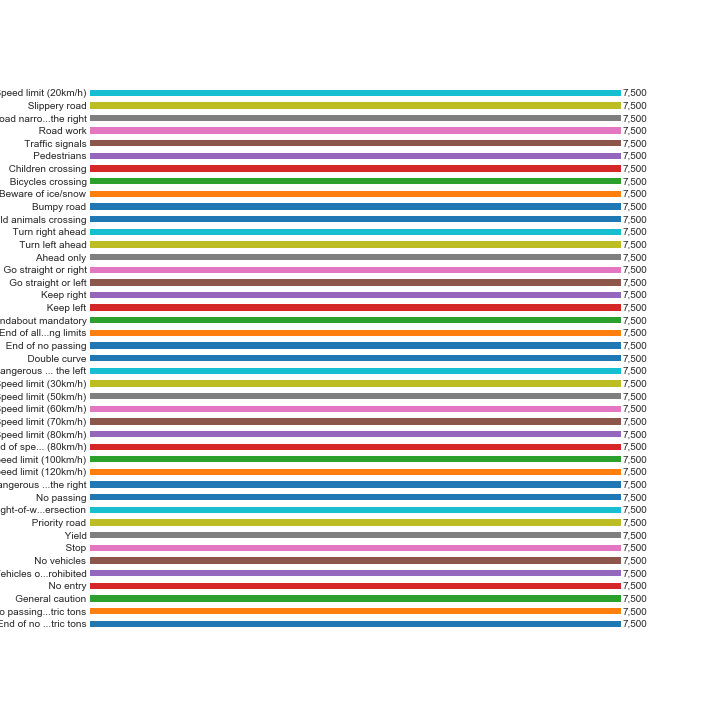 Speed limit (20km/h) 7,500
Slippery road 7,500
oad narro...the right 7,500
Road work 7,500
Traffic signals 7,500
Pedestrians 7,500
Children crossing 7,500
Bicycles crossing 7,500
Beware of ice/snow 7,500
Bumpy road 7,500
ld animals crossing 7,500
Turn right ahead 7,500
Turn left ahead 7,500
Ahead only 7,500
Go straight or right 7,500
Go straight or left 7,500
Keep right 7,500
Keep left 7,500
ndabout mandatory 7,500
End of all...ng limits 7,500
End of no passing 7,500
Double curve 7,500
angerous ... the left 7,500
Speed limit (30km/h) 7,500
Speed limit (50km/h) 7,500
Speed limit (60km/h) 7,500
Speed limit (70km/h) 7,500
Speed limit (80km/h) 7,500
d of spe... (80km/h) 7,500
eed limit (100km/h) 7,500
eed limit (120km/h) 7,500
angerous ...the right 7,500
No passing 7,500
ght-of-w...ersection 7,500
Priority road 7,500
Yield 7,500
Stop 7,500
No vehicles 7,500
Vehicles o...rohibited 7,500
No entry 7,500
General caution 7,500
o passing...tric tons 7,500
End of no ...tric tons 7,500